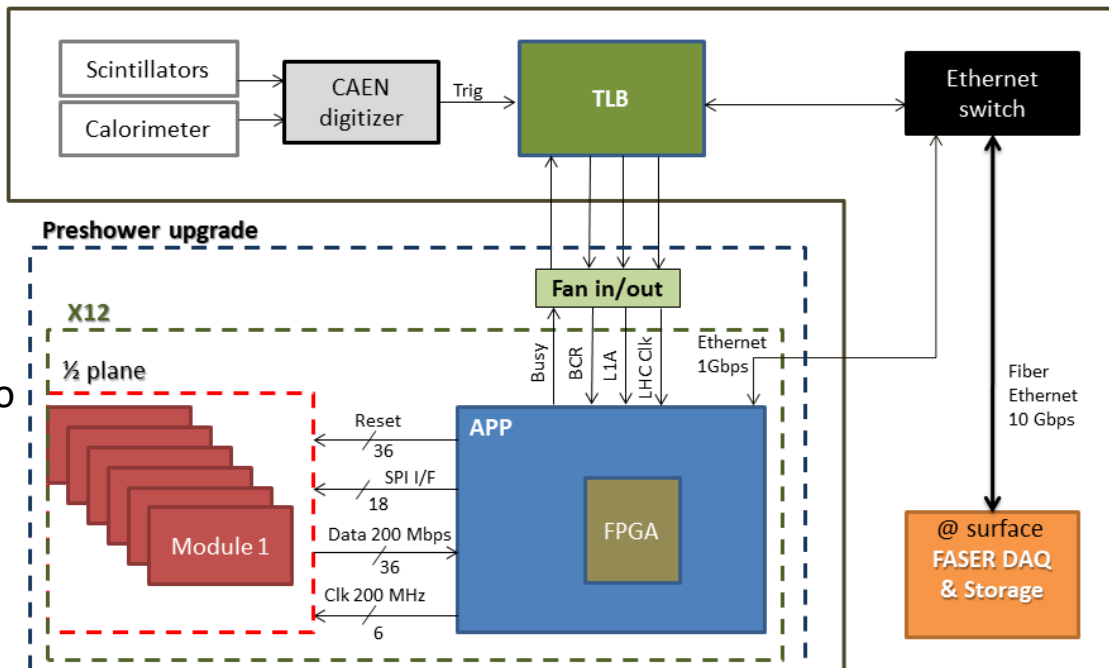 Scintillators
Calorimeter
CAEN
digitizer
Trig
TLB
Ethernet
switch
Preshower upgrade
Fan in/out
X12
½ plane
Busy
BCR
L1A
LHC Clk
Ethernet
1Gbps
Fiber
Ethernet
10 Gbps
o
Reset
36
SPI I/F
18
Data 200 Mbps
36
Clk 200 MHz
6
Module 1
APP
FPGA
@ surface
FASER DAQ
& Storage